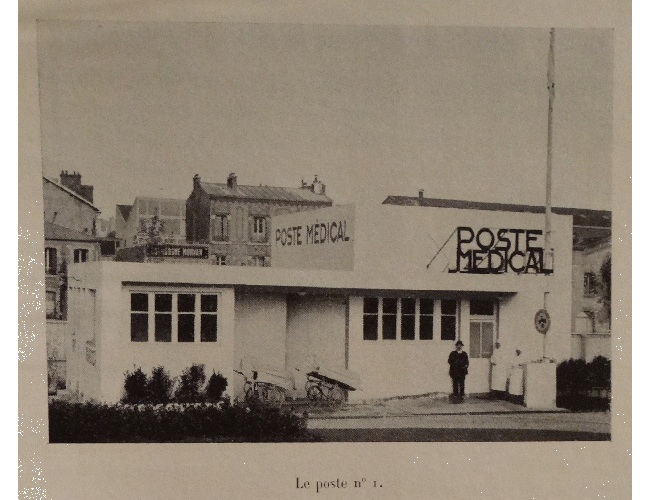 POSTE MÉDICAL
POSTE
MÉDICAL
Le poste n° 1.